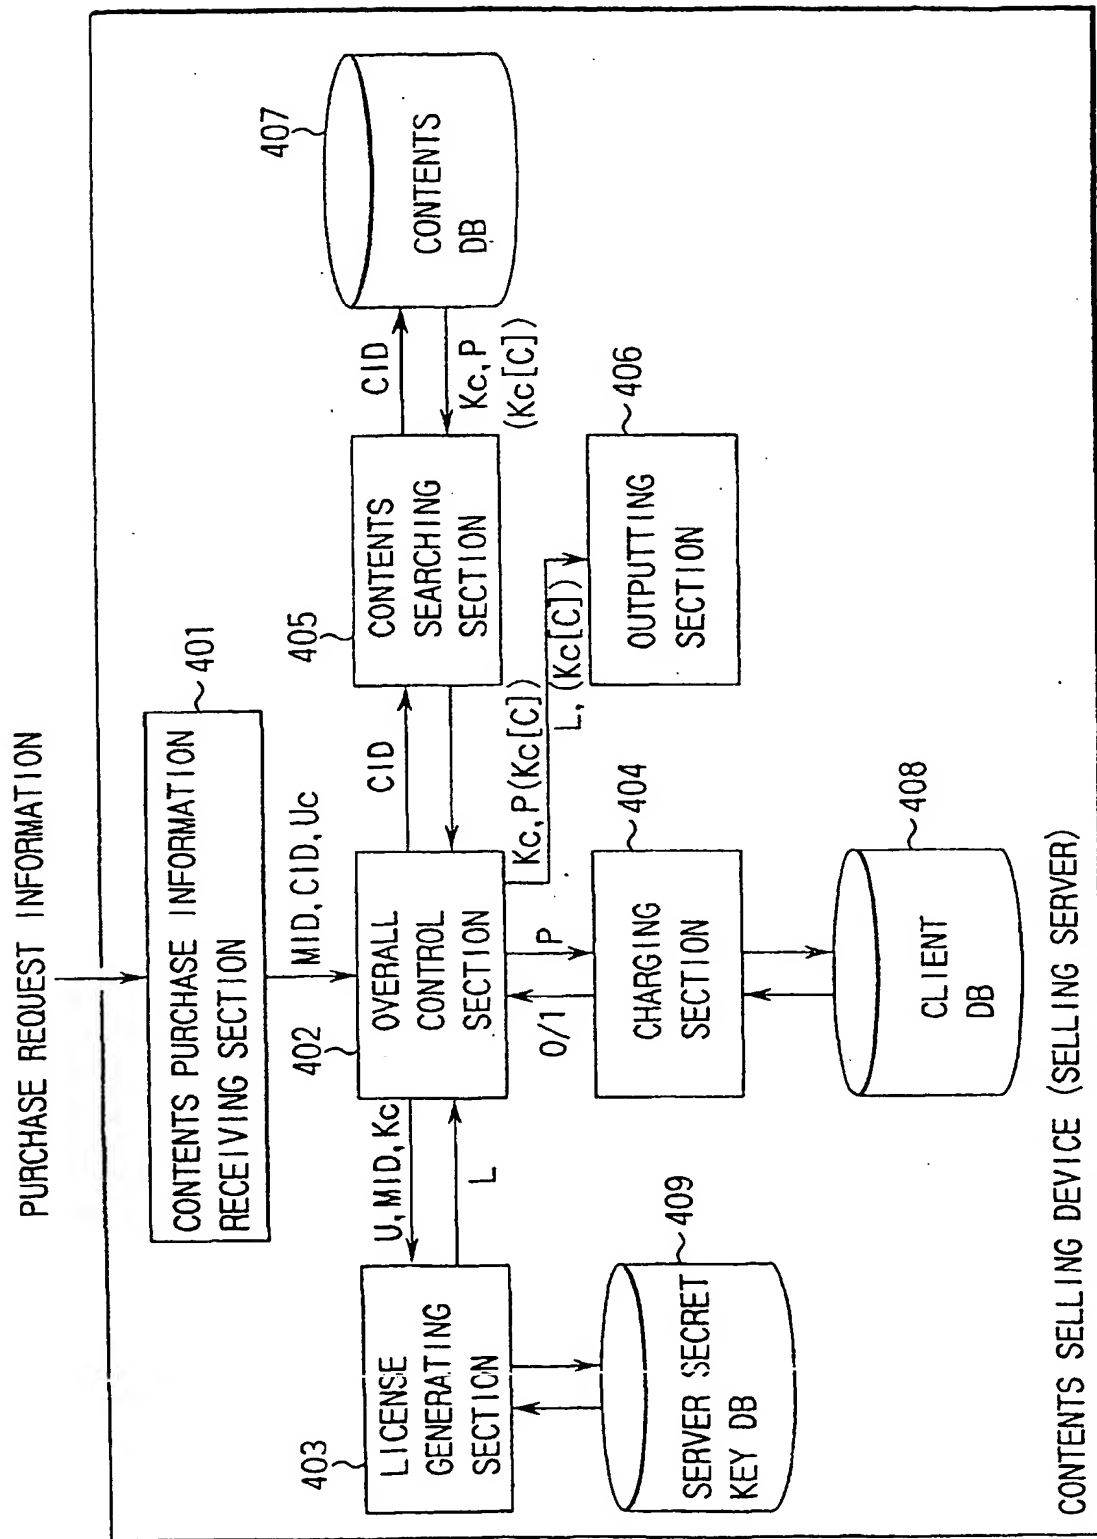 PURCHASE REQUEST INFORMATION
401
CONTENTS PURCHASE INFORMATION
RECEIVING SECTION
MID, CID, Uc
402
OVERALL
CONTROL
SECTION
U, MID, Kc
L
403
LICENSE
GENERATING
SECTION
409
SERVER SECRET
KEY DB
0/1
P
404
CHARGING
SECTION
408
CLIENT
DB
CID
Kc, P(Kc[C])
405
CONTENTS
SEARCHING
SECTION
CID
Kc, P
(Kc[C])
407
CONTENTS
DB
L, (Kc[C])
406
OUTPUTTING
SECTION
CONTENTS SELLING DEVICE (SELLING SERVER)